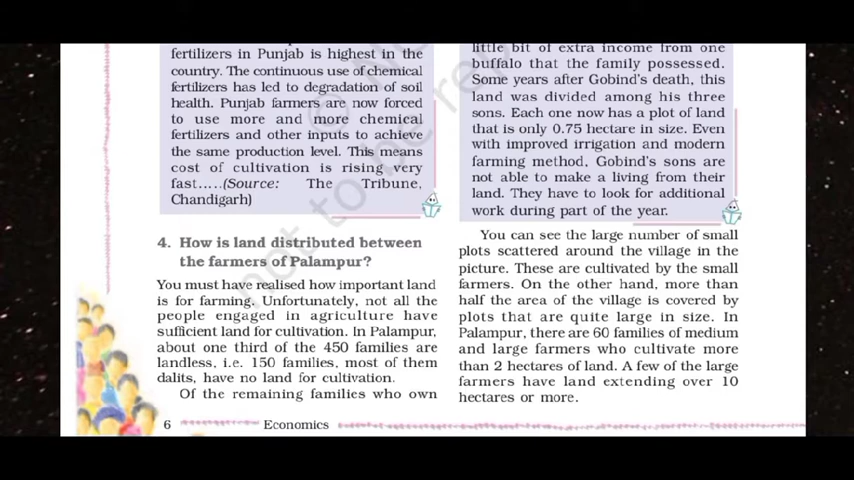 fertilizers in Punjab is highest in the
country. The continuous use of chemical
fertilizers has led to degradation of soil
health. Punjab farmers are now forced
to use more and more chemical
fertilizers and other inputs to achieve
the same production level. This means
cost of cultivation is rising very
fast.....(Source: The Tribune,
Chandigarh)
4. How is land distributed between
the farmers of Palampur?
You must have realised how important land
is for farming. Unfortunately, not all the
people engaged in agriculture have
sufficient land for cultivation. In Palampur,
about one third of the 450 families are
landless, i.e. 150 families, most of them
dalits, have no land for cultivation.
Of the remaining families who own
little bit of extra income from one
buffalo that the family possessed.
Some years after Gobind's death, this
land was divided among his three
sons. Each one now has a plot of land
that is only 0.75 hectare in size. Even
with improved irrigation and modern
farming method, Gobind's sons are
not able to make a living from their
land. They have to look for additional
work during part of the year.
You can see the large number of small
plots scattered around the village in the
picture. These are cultivated by the small
farmers. On the other hand, more than
half the area of the village is covered by
plots that are quite large in size. In
Palampur, there are 60 families of medium
and large farmers who cultivate more
than 2 hectares of land. A few of the large
farmers have land extending over 10
hectares or more.
6 Economics
not to be